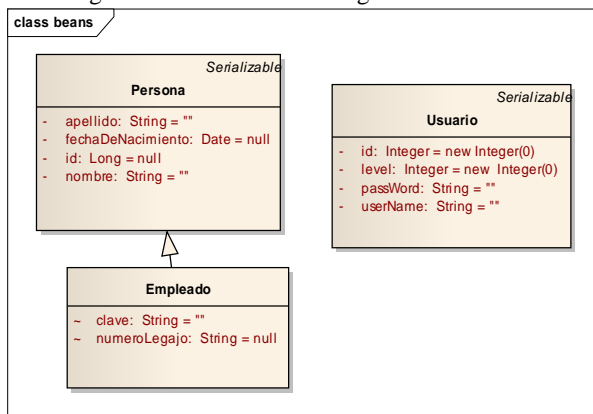 class beans
Serializable
Persona
- apellido: String = ""
- fechaDeNacimiento: Date = null
- id: Long = null
- nombre: String = ""
Serializable
Usuario
- id: Integer = new Integer(0)
- level: Integer = new Integer(0)
- passWord: String = ""
- userName: String = ""
Empleado
~ clave: String = ""
~ numeroLegajo: String = null